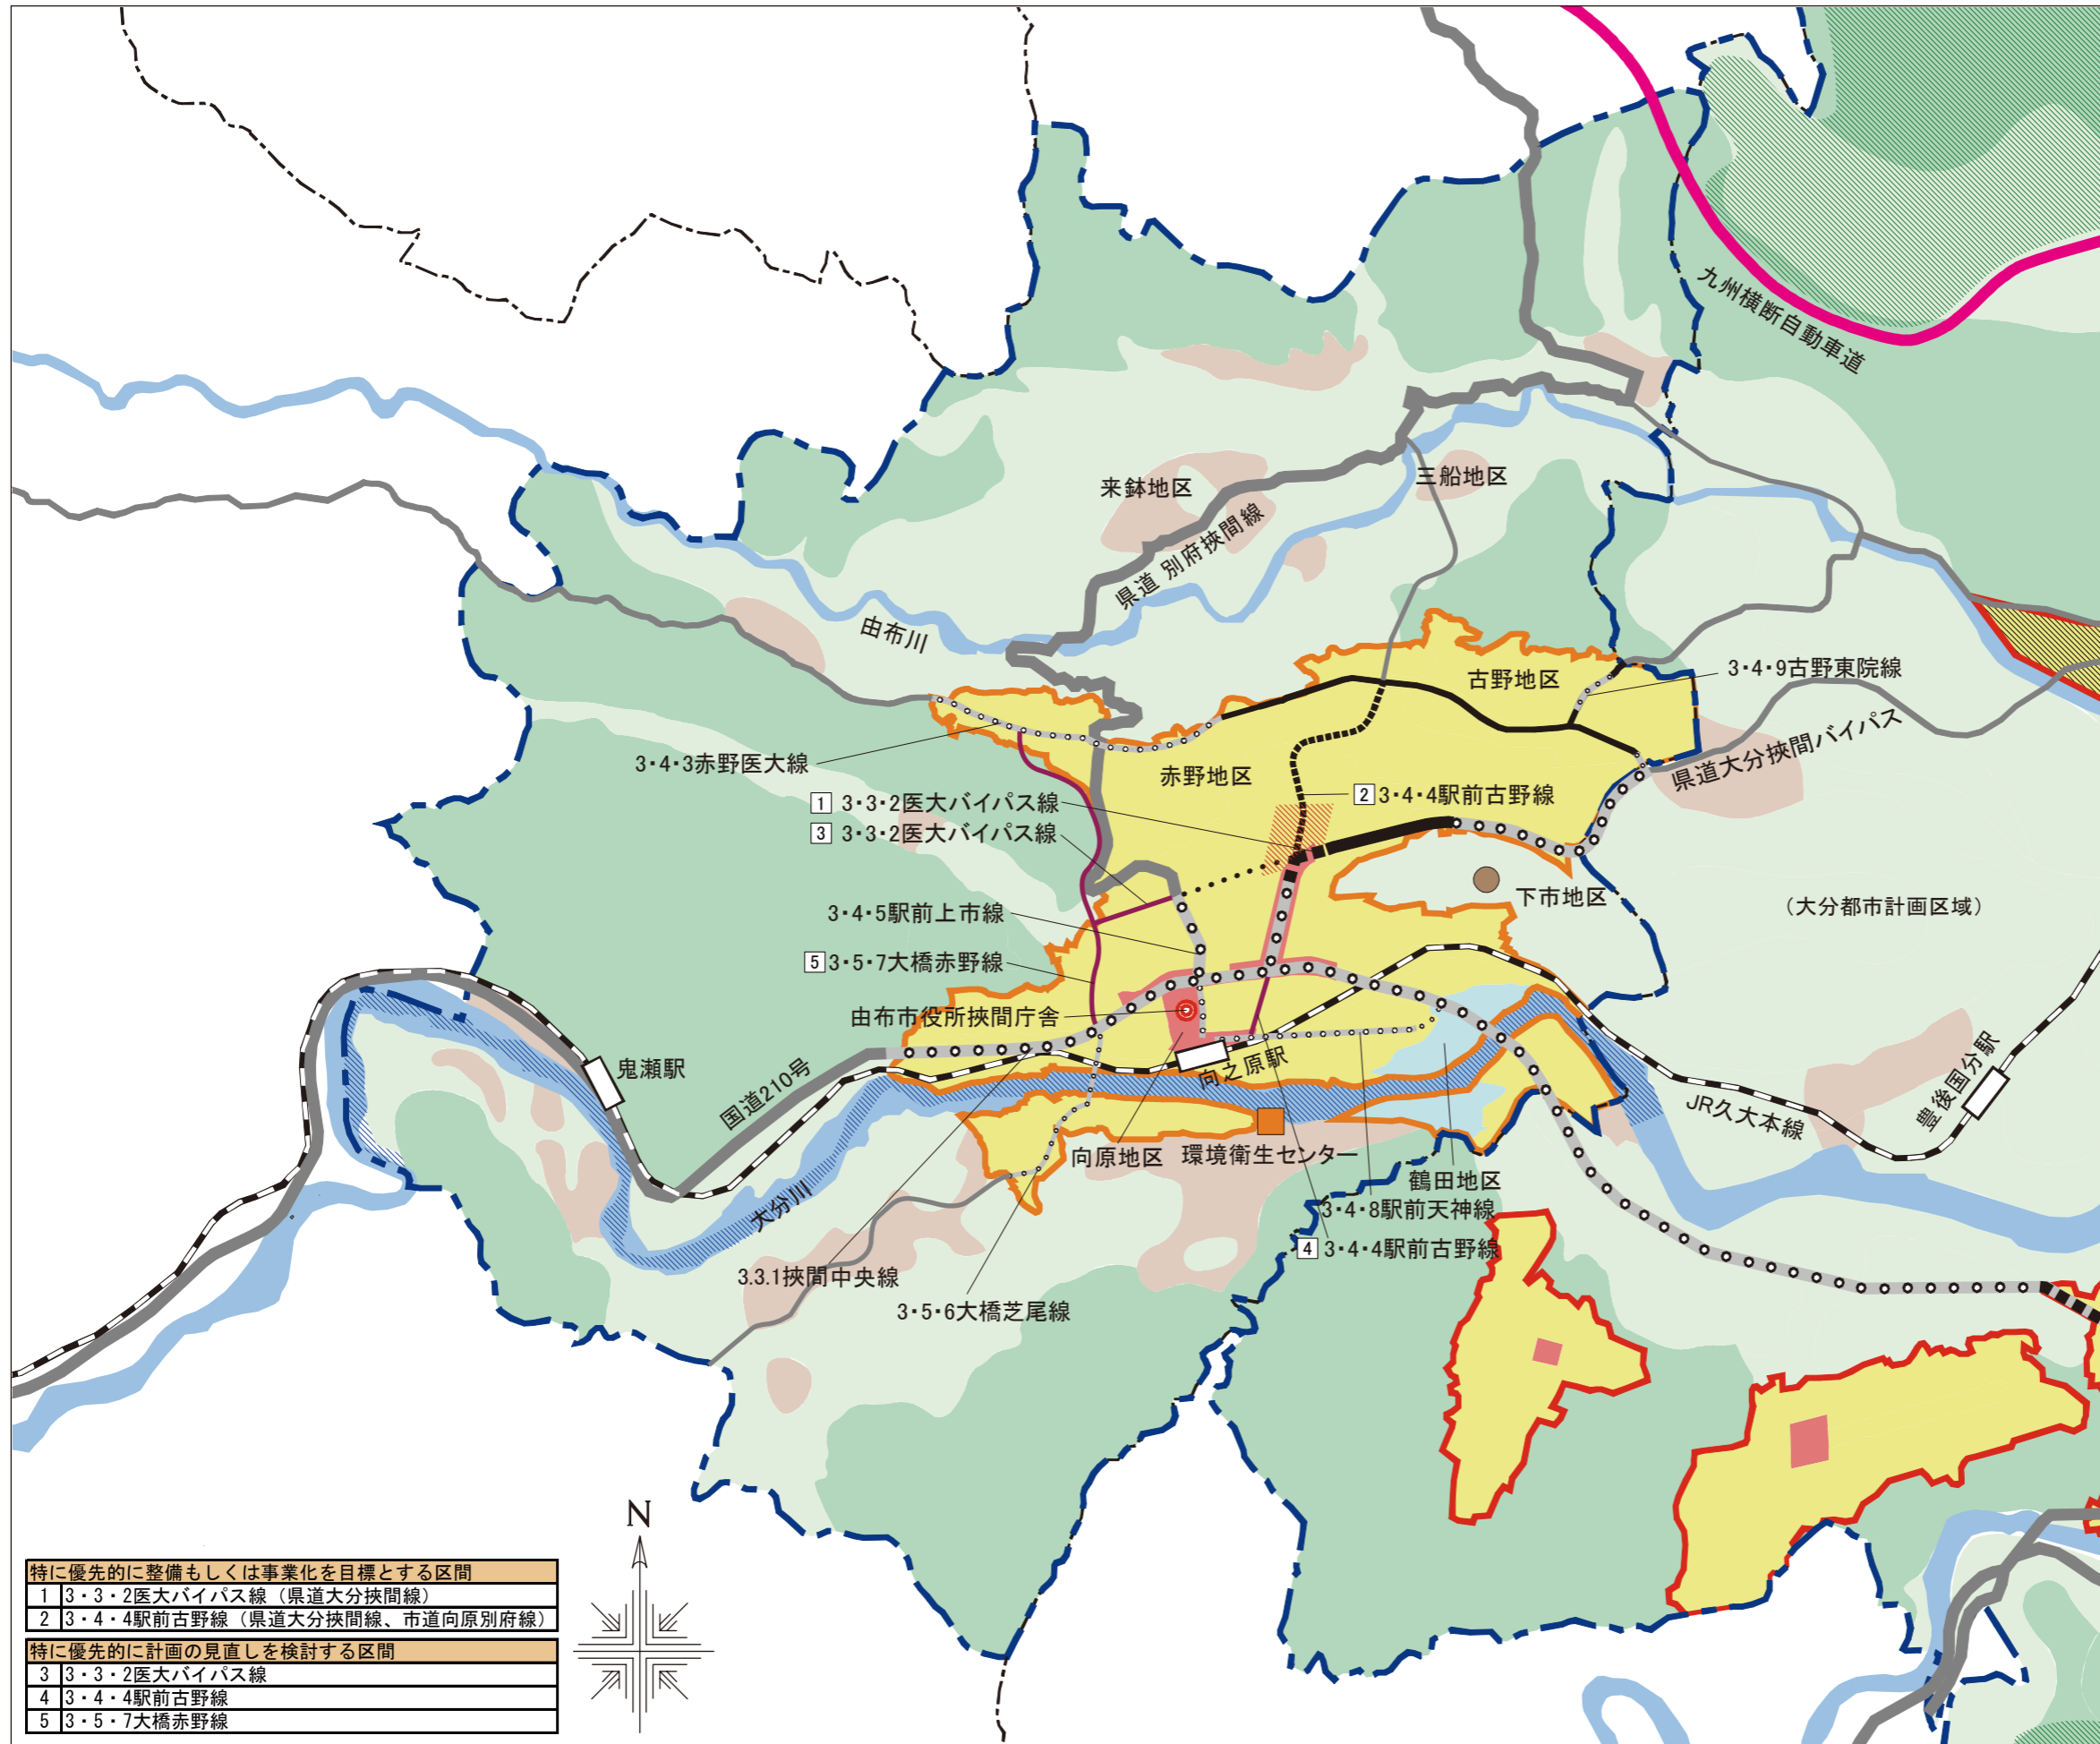 九州横断自動車道
来鉢地区
三船地区
県道 別府挾間線
由布川
古野地区
3・4・9古野東院線
3・4・3赤野医大線
赤野地区
県道大分挾間バイパス
1 3・3・2医大バイパス線
2 3・4・4駅前古野線
3 3・3・2医大バイパス線
下市地区
(大分都市計画区域)
3・4・5駅前上市線
5 3・5・7大橋赤野線
由布市役所挾間庁舎
鬼瀬駅
国道210号
向之原駅
JR久大本線
豊後国分駅
向原地区
環境衛生センター
鶴田地区
大分川
3・4・8駅前天神線
4 3・4・4駅前古野線
3.3.1挾間中央線
3・5・6大橋芝尾線
N
特に優先的に整備もしくは事業化を目標とする区間
1 3・3・2医大バイパス線（県道大分挾間線）
2 3・4・4駅前古野線（県道大分挾間線、市道向原別府線）
特に優先的に計画の見直しを検討する区間
3 3・3・2医大バイパス線
4 3・4・4駅前古野線
5 3・5・7大橋赤野線